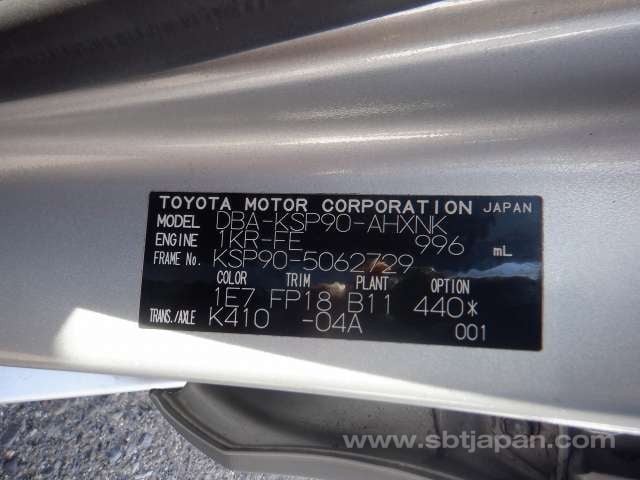 TOYOTA MOTOR CORPORATION JAPAN
MODEL DBA-KSP90-AHXNK
ENGINE 1KR-FE 996 mL
FRAME No. KSP90-5062729
COLOR TRIM PLANT OPTION
1E7 FP18 B11 440*
TRANS./AXLE K410 -04A 001
www.sbtjapan.com/